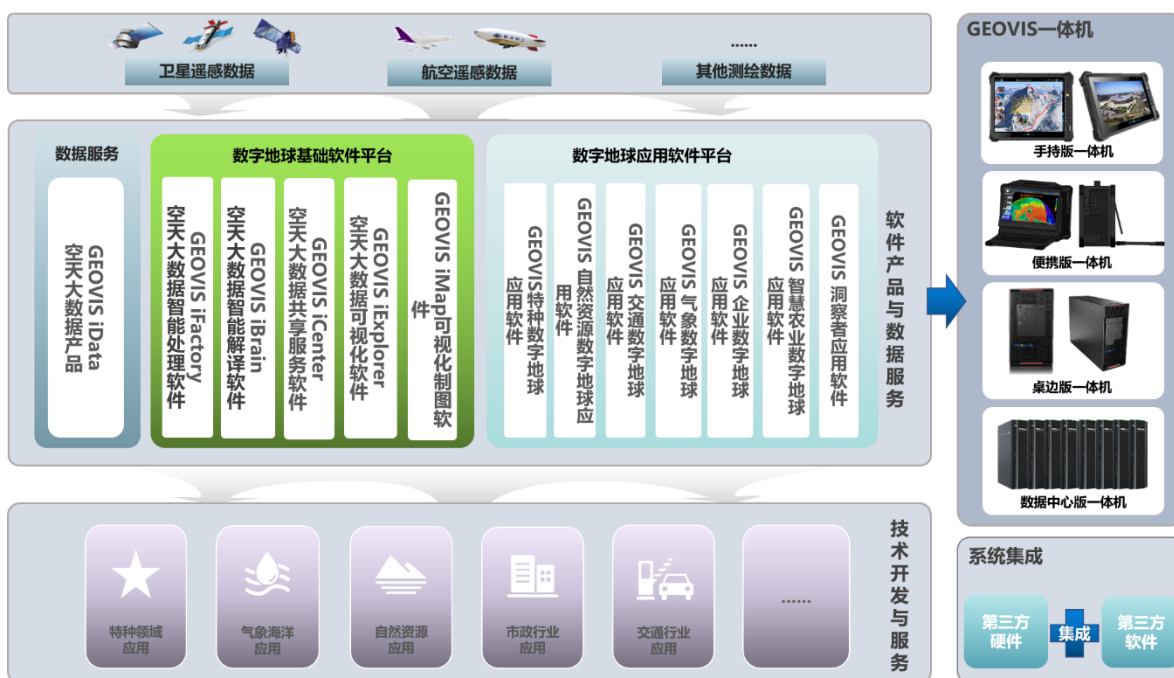 ......
卫星遥感数据
航空遥感数据
其他测绘数据
数据服务
GEOVIS iData
空天大数据产品
数字地球基础软件平台
GEOVIS iFactory
空天大数据智能处理软件
GEOVIS iBrain
空天大数据智能解译软件
GEOVIS iCenter
空天大数据共享服务软件
GEOVIS iExplorer
空天大数据可视化软件
GEOVIS iMap可视化制图软
件
数字地球应用软件平台
GEOVIS特种数字地球
应用软件
GEOVIS 自然资源数字地球应
用软件
GEOVIS 交通数字地球
应用软件
GEOVIS 气象数字地球
应用软件
GEOVIS 企业数字地球
应用软件
GEOVIS 智慧农业数字地球
应用软件
GEOVIS 洞察者应用软件
软件产品与数据服务
特种领域
应用
气象海洋
应用
自然资源
应用
市政行业
应用
交通行业
应用
......
技术开发与服务
GEOVIS一体机
手持版一体机
便携版一体机
桌边版一体机
数据中心版一体机
系统集成
第三方
硬件
集成
第三方
软件